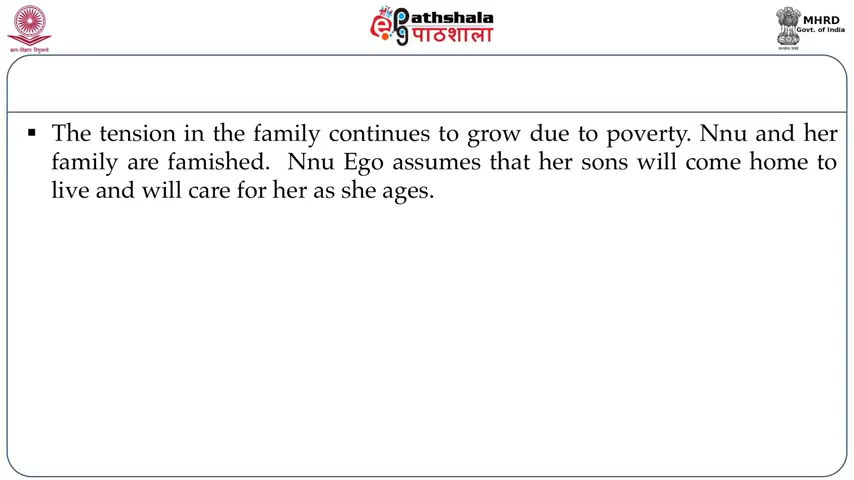 ePathshala
पाठशाला
MHRD
Govt. of India
ज्ञान-विज्ञान विमुक्तये
▪ The tension in the family continues to grow due to poverty. Nnu and her
family are famished. Nnu Ego assumes that her sons will come home to
live and will care for her as she ages.